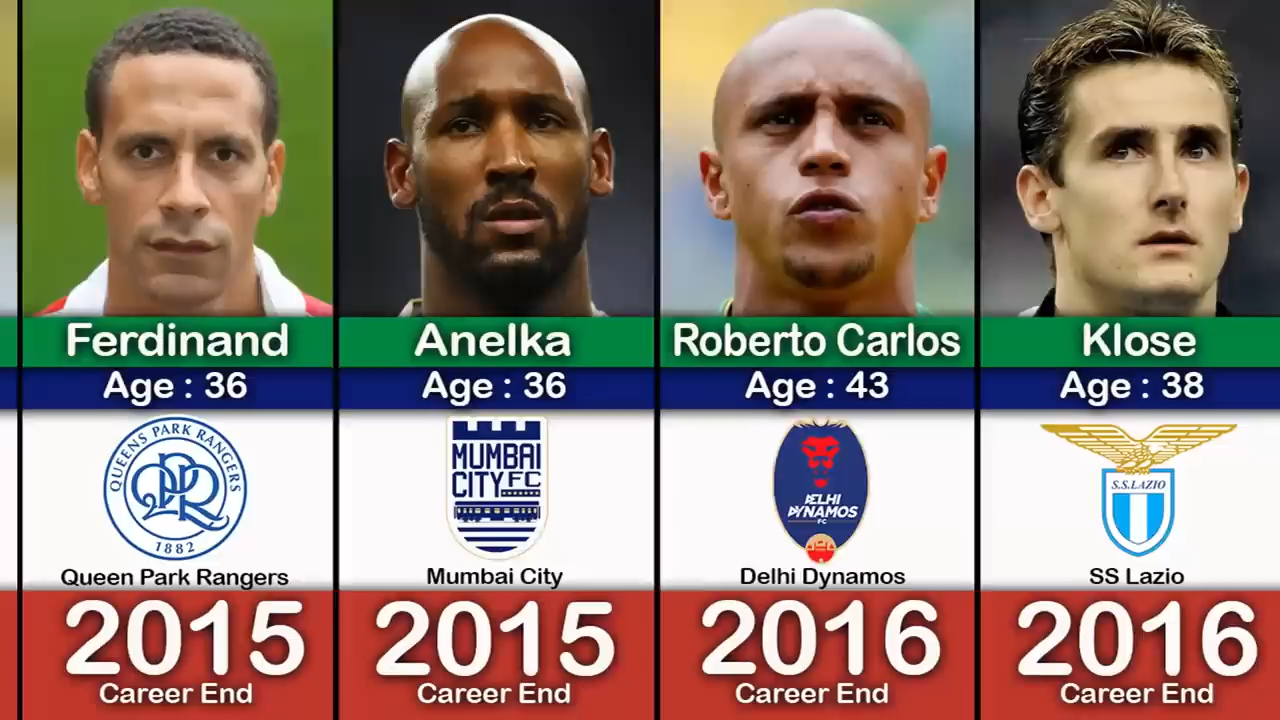 Ferdinand
Age : 36
QUEENS PARK RANGERS
QPR
1882
Queen Park Rangers
2015
Career End
Anelka
Age : 36
MUMBAI
CITY FC
Mumbai City
2015
Career End
Roberto Carlos
Age : 43
DELHI
DYNAMOS
FC
Delhi Dynamos
2016
Career End
Klose
Age : 38
S.S.LAZIO
SS Lazio
2016
Career End